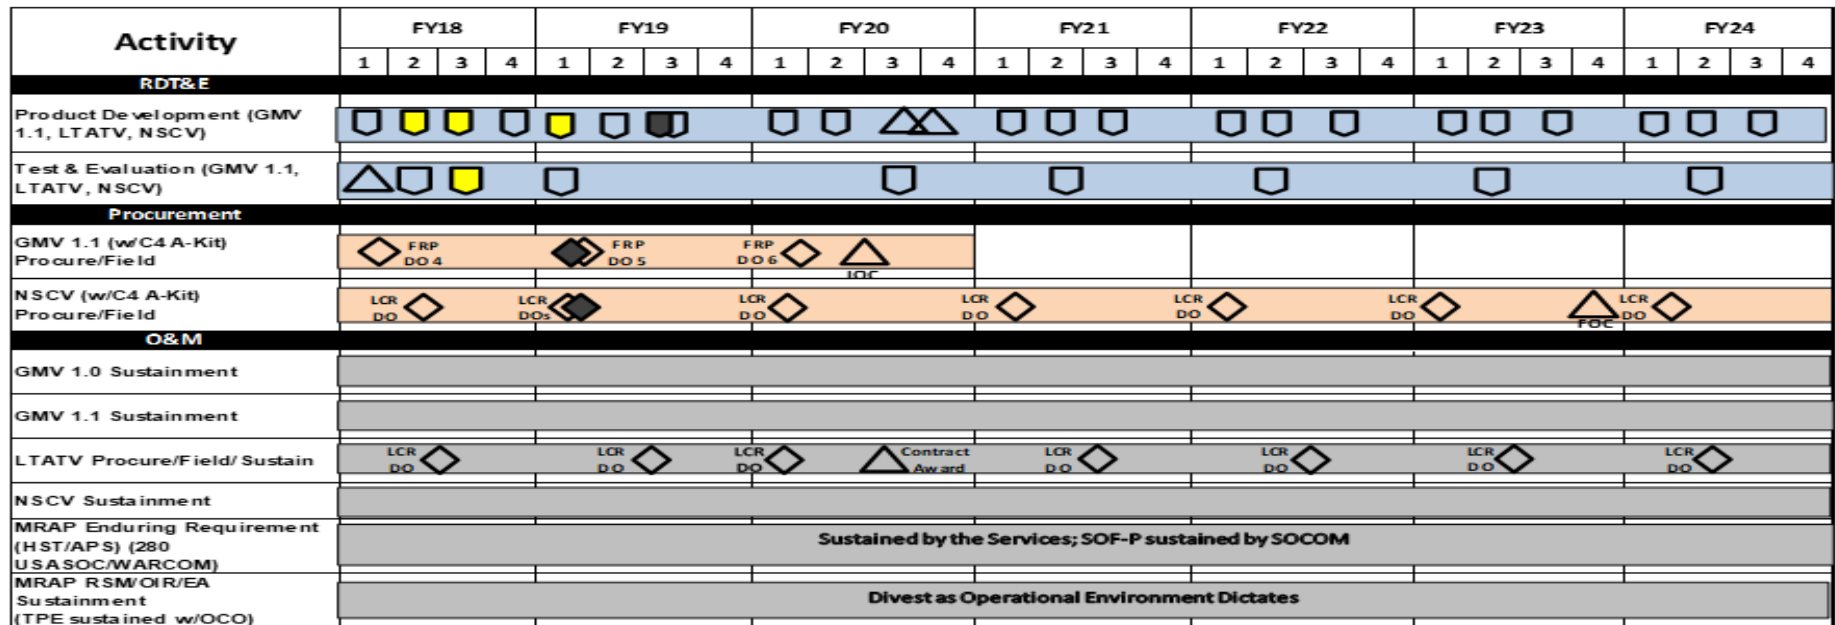 Activity FY18 FY19 FY20 FY21 FY22 FY23 FY24
1 2 3 4 1 2 3 4 1 2 3 4 1 2 3 4 1 2 3 4 1 2 3 4 1 2 3 4
RDT&E
Product Development (GMV
1.1, LTATV, NSCV)
Test & Evaluation (GMV 1.1,
LTATV, NSCV)
Procurement
GMV 1.1 (w/C4 A-Kit)
Procure/Field
FRP
DO 4
FRP
DO 5
FRP
DO 6
IOC
NSCV (w/C4 A-Kit)
Procure/Field
LCR
DO
LCR
DOs
LCR
DO
LCR
DO
LCR
DO
LCR
DO
FOC
LCR
DO
O&M
GMV 1.0 Sustainment
GMV 1.1 Sustainment
LTATV Procure/Field/Sustain
LCR
DO
LCR
DO
LCR
DO
Contract
Award
LCR
DO
LCR
DO
LCR
DO
LCR
DO
NSCV Sustainment
MRAP Enduring Requirement
(HST/APS) (280
USASOC/WARCOM)
Sustained by the Services; SOF-P sustained by SOCOM
MRAP RSM/OIR/EA
Sustainment
(TPE sustained w/OCO)
Divest as Operational Environment Dictates